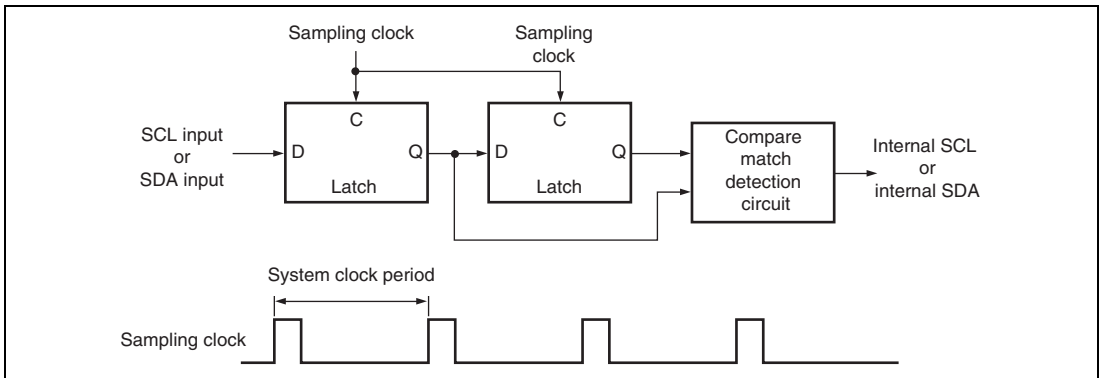 Sampling clock
Sampling
clock
SCL input
or
SDA input
D
C
Q
Latch
D
C
Q
Latch
Compare
match
detection
circuit
Internal SCL
or
internal SDA
System clock period
Sampling clock